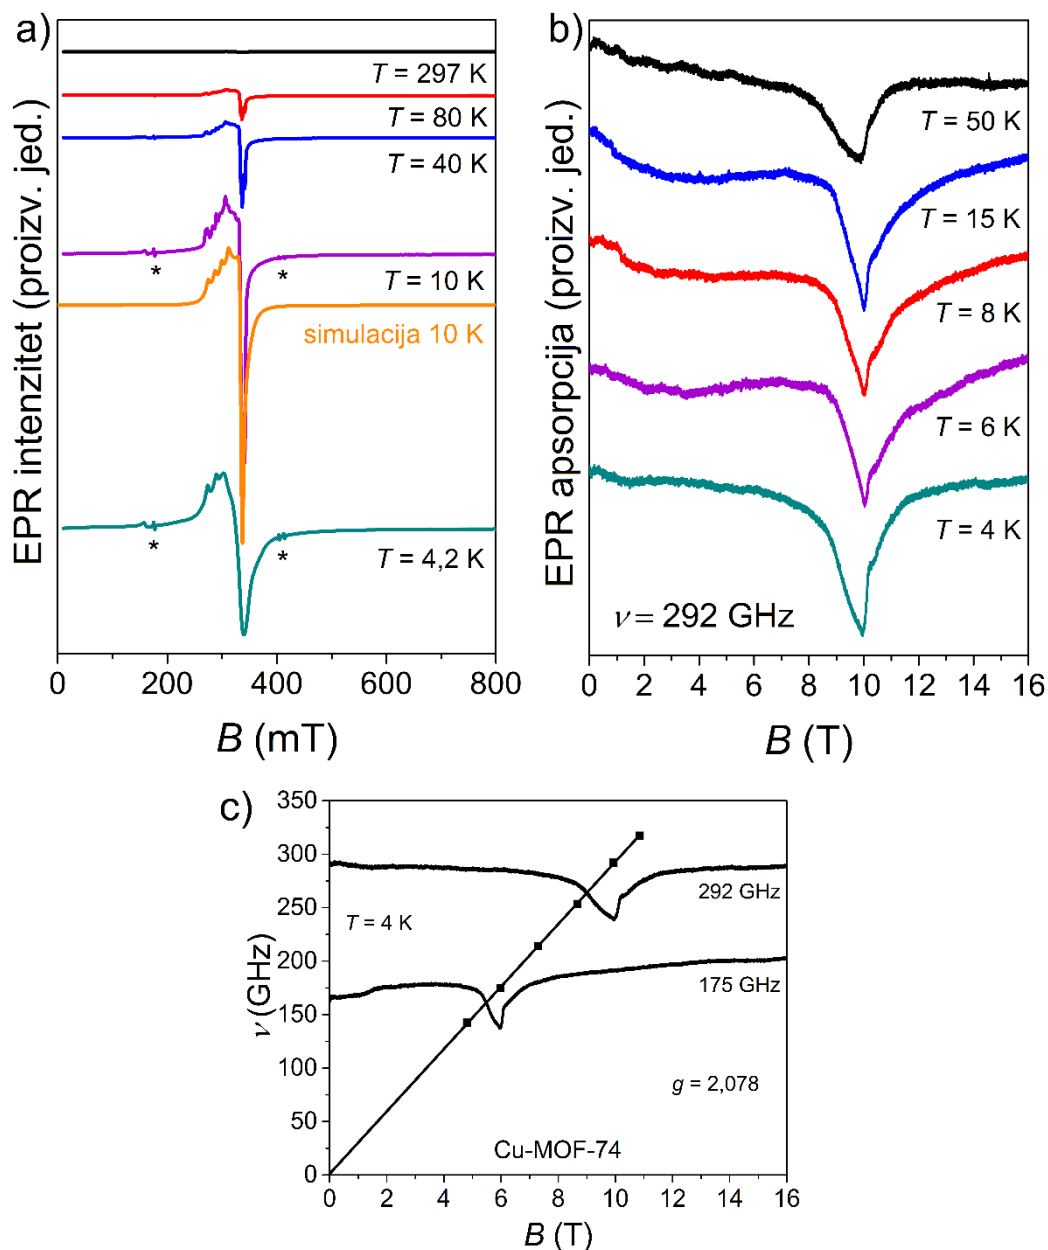 a)
T = 297 K
T = 80 K
T = 40 K
*
*
T = 10 K
simulacija 10 K
*
*
T = 4,2 K
EPR intenzitet (proizv. jed.)
0 200 400 600 800
B (mT)
b)
T = 50 K
T = 15 K
T = 8 K
T = 6 K
T = 4 K
ν = 292 GHz
EPR apsorpcija (proizv. jed.)
0 2 4 6 8 10 12 14 16
B (T)
c)
350
300
250
200
150
100
50
0
ν (GHz)
292 GHz
T = 4 K
175 GHz
g = 2,078
Cu-MOF-74
0 2 4 6 8 10 12 14 16
B (T)